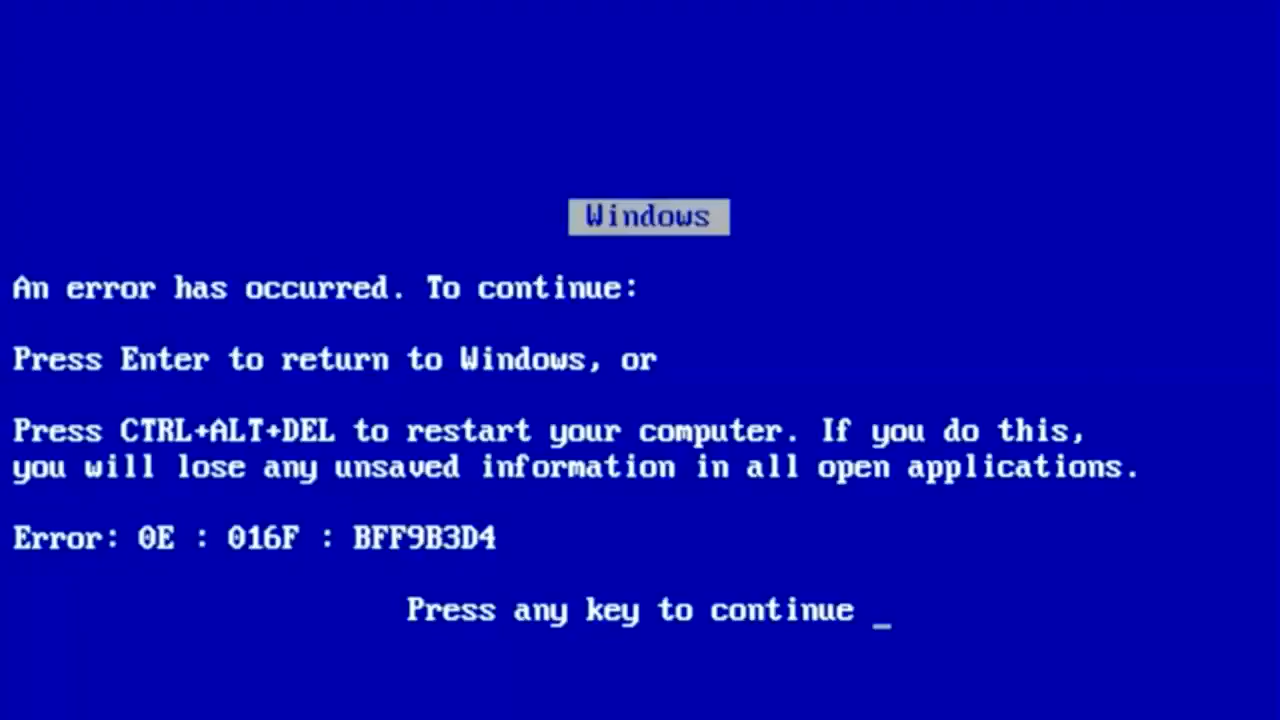 Windows
An error has occurred. To continue:
Press Enter to return to Windows, or
Press CTRL+ALT+DEL to restart your computer. If you do this,
you will lose any unsaved information in all open applications.
Error: 0E : 016F : BFF9B3D4
Press any key to continue _